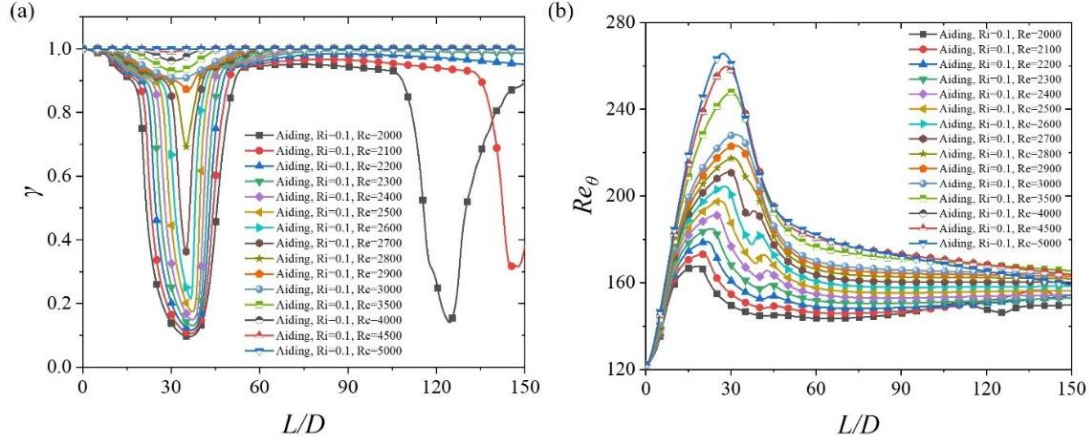 (a)
1.0
0.8
0.6
0.4
0.2
0.0
γ
Aiding, Ri=0.1, Re=2000
Aiding, Ri=0.1, Re=2100
Aiding, Ri=0.1, Re=2200
Aiding, Ri=0.1, Re=2300
Aiding, Ri=0.1, Re=2400
Aiding, Ri=0.1, Re=2500
Aiding, Ri=0.1, Re=2600
Aiding, Ri=0.1, Re=2700
Aiding, Ri=0.1, Re=2800
Aiding, Ri=0.1, Re=2900
Aiding, Ri=0.1, Re=3000
Aiding, Ri=0.1, Re=3500
Aiding, Ri=0.1, Re=4000
Aiding, Ri=0.1, Re=4500
Aiding, Ri=0.1, Re=5000
0 30 60 90 120 150
L/D
(b)
280
240
200
160
120
Reθ
Aiding, Ri=0.1, Re=2000
Aiding, Ri=0.1, Re=2100
Aiding, Ri=0.1, Re=2200
Aiding, Ri=0.1, Re=2300
Aiding, Ri=0.1, Re=2400
Aiding, Ri=0.1, Re=2500
Aiding, Ri=0.1, Re=2600
Aiding, Ri=0.1, Re=2700
Aiding, Ri=0.1, Re=2800
Aiding, Ri=0.1, Re=2900
Aiding, Ri=0.1, Re=3000
Aiding, Ri=0.1, Re=3500
Aiding, Ri=0.1, Re=4000
Aiding, Ri=0.1, Re=4500
Aiding, Ri=0.1, Re=5000
0 30 60 90 120 150
L/D